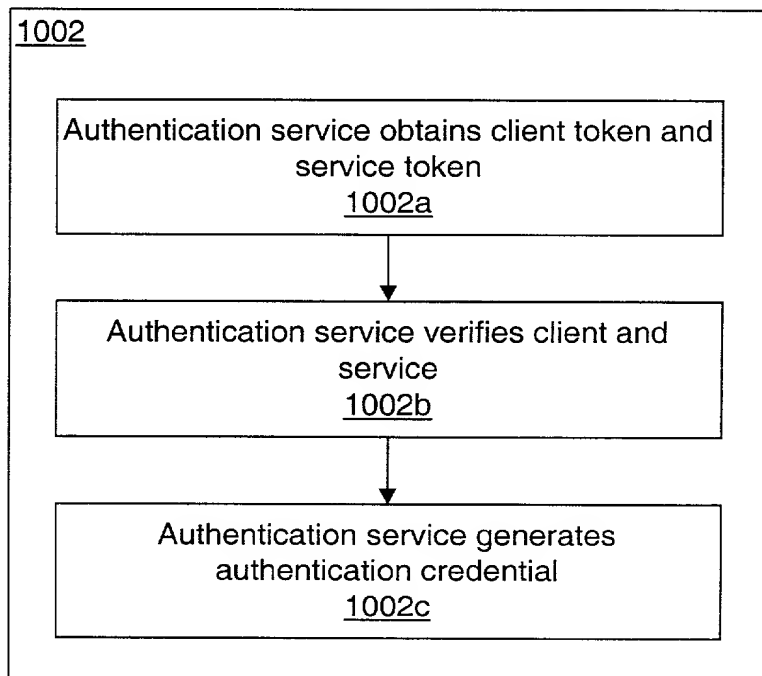 1002
Authentication service obtains client token and
service token
1002a
Authentication service verifies client and
service
1002b
Authentication service generates
authentication credential
1002c